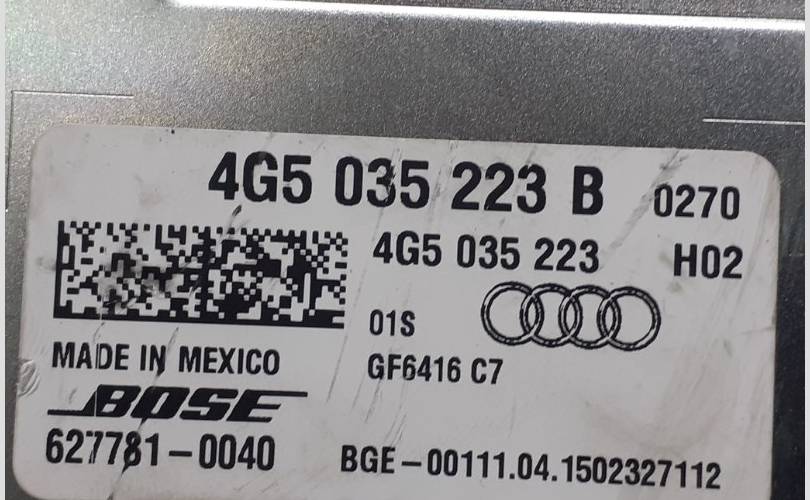 4G5 035 223 B 0270
4G5 035 223 H02
01S
MADE IN MEXICO
GF6416 C7
BOSE
627781-0040
BGE-00111.04.1502327112